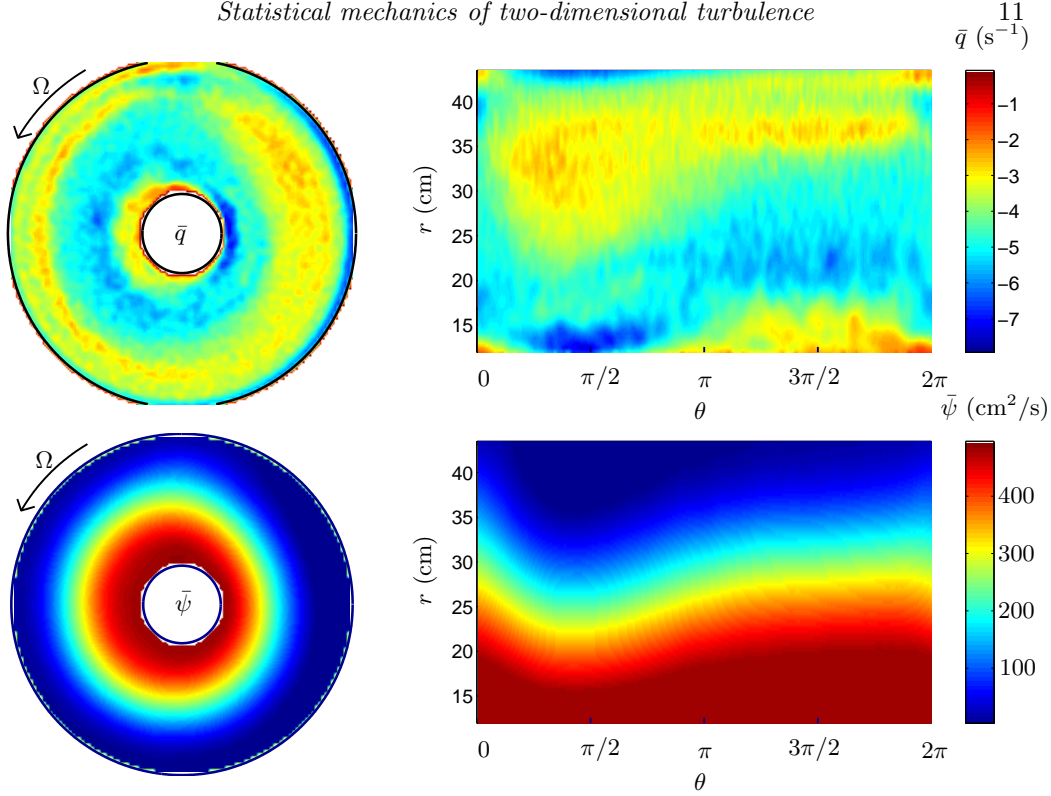 Statistical mechanics of two-dimensional turbulence 11
q̄ (s⁻¹)
Ω
q̄
r (cm)
40
35
30
25
20
15
0 π/2 π 3π/2 2π
θ
−1
−2
−3
−4
−5
−6
−7
ψ̄ (cm²/s)
Ω
ψ̄
r (cm)
40
35
30
25
20
15
0 π/2 π 3π/2 2π
θ
400
300
200
100